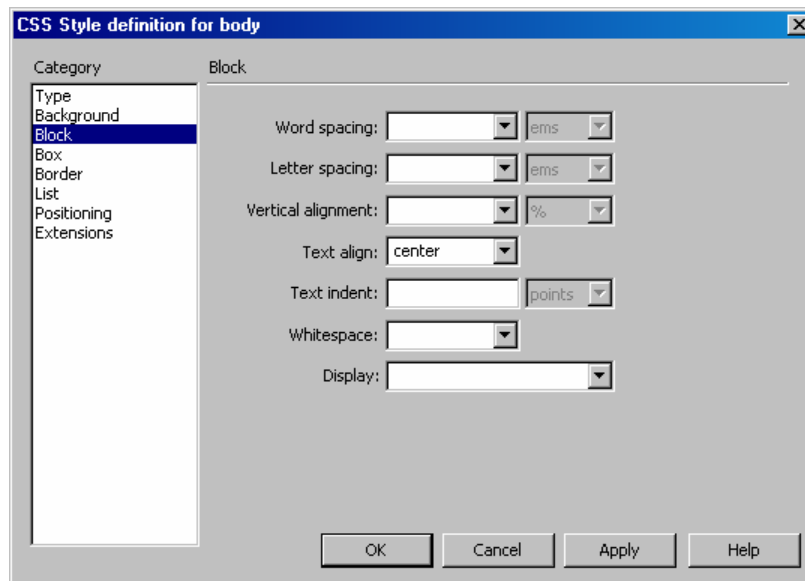 CSS Style definition for body
Category
Type
Background
Block
Box
Border
List
Positioning
Extensions
Block
Word spacing: ems
Letter spacing: ems
Vertical alignment: %
Text align: center
Text indent: points
Whitespace:
Display:
OK Cancel Apply Help